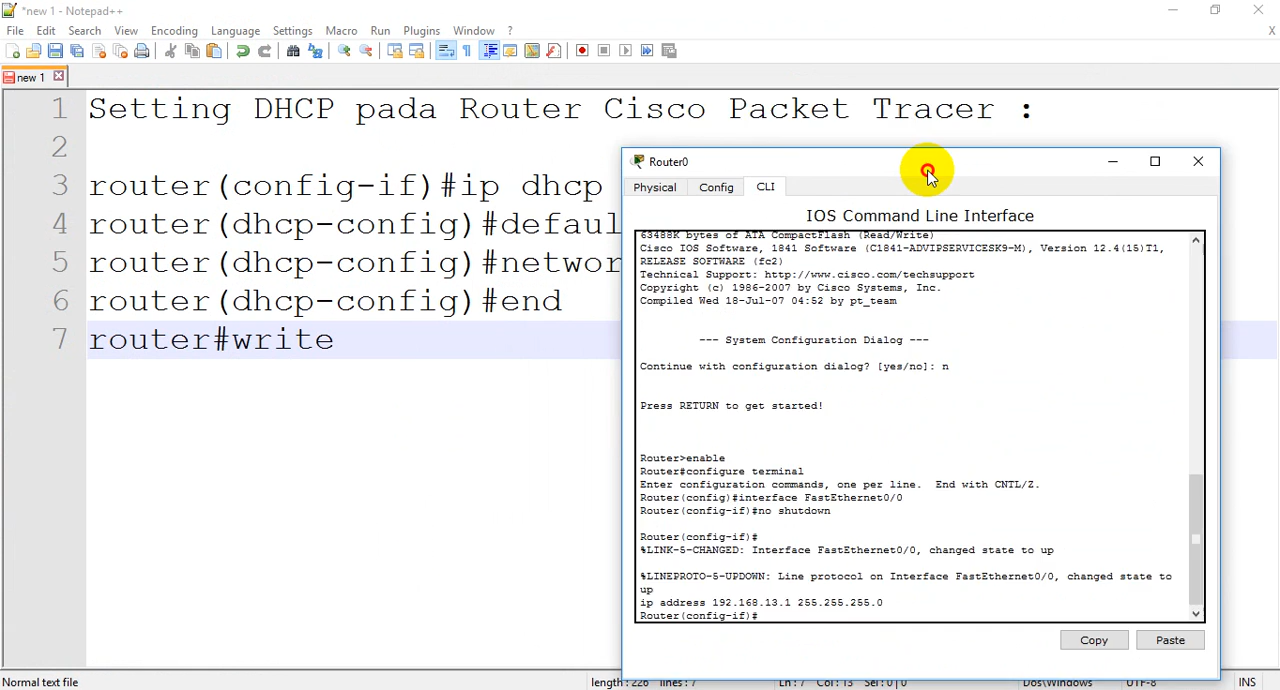 *new 1 - Notepad++
File Edit Search View Encoding Language Settings Macro Run Plugins Window ? X
new 1
1 Setting DHCP pada Router Cisco Packet Tracer :
2
3 router(config-if)#ip dhcp
4 router(dhcp-config)#defaul
5 router(dhcp-config)#networ
6 router(dhcp-config)#end
7 router#write
Router0
Physical Config CLI
IOS Command Line Interface
63488K bytes of ATA CompactFlash (Read/Write)
Cisco IOS Software, 1841 Software (C1841-ADVIPSERVICESK9-M), Version 12.4(15)T1,
RELEASE SOFTWARE (fc2)
Technical Support: http://www.cisco.com/techsupport
Copyright (c) 1986-2007 by Cisco Systems, Inc.
Compiled Wed 18-Jul-07 04:52 by pt_team
--- System Configuration Dialog ---
Continue with configuration dialog? [yes/no]: n
Press RETURN to get started!
Router>enable
Router#configure terminal
Enter configuration commands, one per line.  End with CNTL/Z.
Router(config)#interface FastEthernet0/0
Router(config-if)#no shutdown
Router(config-if)#
%LINK-5-CHANGED: Interface FastEthernet0/0, changed state to up
%LINEPROTO-5-UPDOWN: Line protocol on Interface FastEthernet0/0, changed state to
up
ip address 192.168.13.1 255.255.255.0
Router(config-if)#
Copy Paste
Normal text file length : 226 lines : 7 Ln : 7 Col : 13 Sel : 0 | 0 Dos\Windows UTF-8 INS